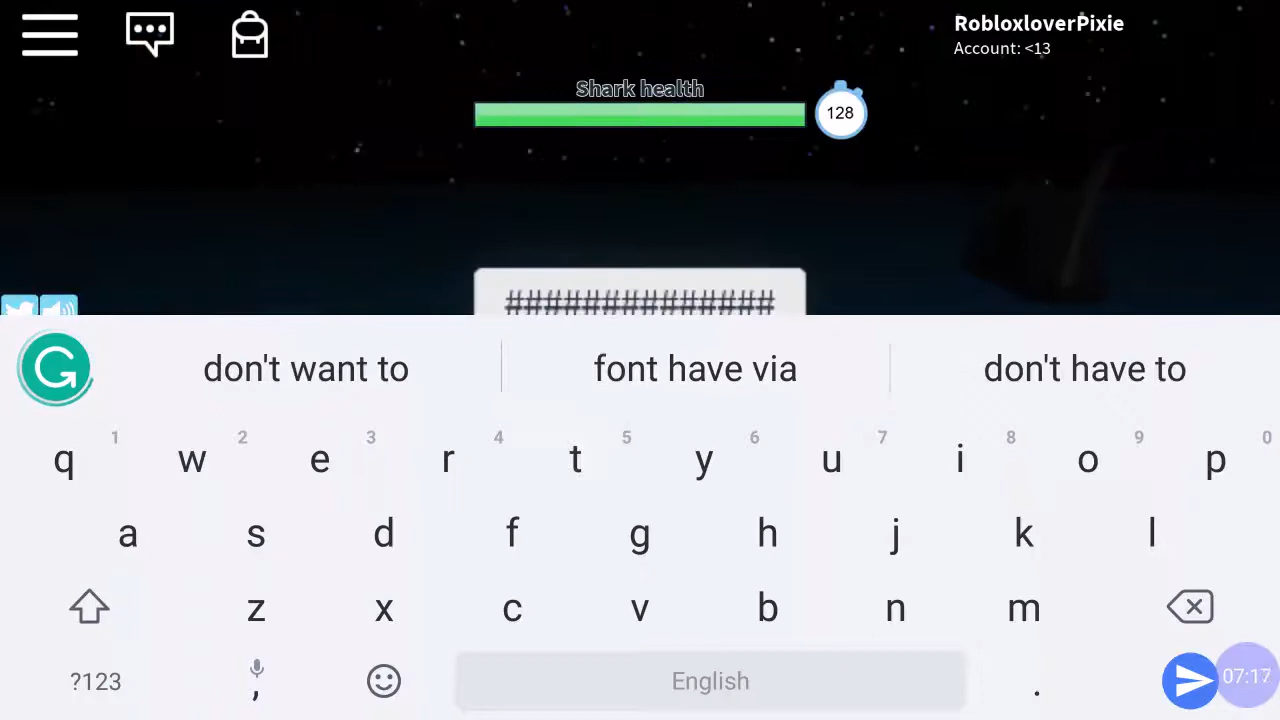 RobloxloverPixie
Account: <13
Shark health
128
##############
don't want to
font have via
don't have to
1 2 3 4 5 6 7 8 9 0
q w e r t y u i o p
a s d f g h j k l
z x c v b n m
?123 , English .
07:17